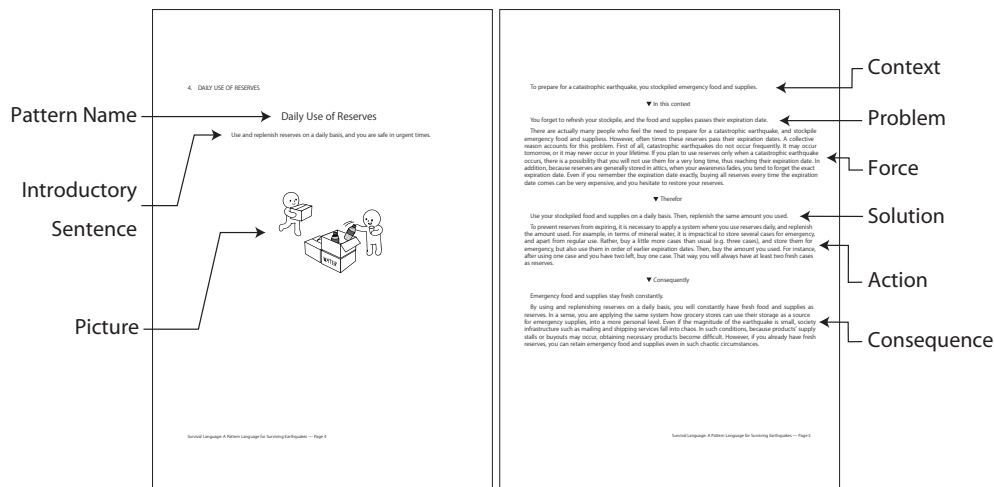 Pattern Name
Introductory
Sentence
Picture
4. DAILY USE OF RESERVES
Daily Use of Reserves
Use and replenish reserves on a daily basis, and you are safe in urgent times.
WATER
Survival Language: A Pattern Language for Surviving Earthquakes — Page 4
To prepare for a catastrophic earthquake, you stockpiled emergency food and supplies.
▼ In this context
You forget to refresh your stockpile, and the food and supplies passes their expiration date.
There are actually many people who feel the need to prepare for a catastrophic earthquake, and stockpile
emergency food and suppliess. However, often times these reserves pass their expiration dates. A collective
reason accounts for this problem. First of all, catastrophic earthquakes do not occur frequently. It may occur
tomorrow, or it may never occur in your lifetime. If you plan to use reserves only when a catastrophic earthquake
occurs, there is a possibility that you will not use them for a very long time, thus reaching their expiration date. In
addition, because reserves are generally stored in attics, when your awareness fades, you tend to forget the exact
expiration date. Even if you remember the expiration date exactly, buying all reserves every time the expiration
date comes can be very expensive, and you hesitate to restore your reserves.
▼ Therefor
Use your stockpiled food and supplies on a daily basis. Then, replenish the same amount you used.
To prevent reserves from expiring, it is necessary to apply a system where you use reserves daily, and replenish
the amount used. For example, in terms of mineral water, it is impractical to store several cases for emergency,
and apart from regular use. Rather, buy a little more cases than usual (e.g. three cases), and store them for
emergency, but also use them in order of earlier expiration dates. Then, buy the amount you used. For instance,
after using one case and you have two left, buy one case. That way, you will always have at least two fresh cases
as reserves.
▼ Consequently
Emergency food and supplies stay fresh constantly.
By using and replenishing reserves on a daily basis, you will constantly have fresh food and supplies as
reserves. In a sense, you are applying the same system how grocery stores can use their storage as a source
for emergency supplies, into a more personal level. Even if the magnitude of the earthquake is small, society
infrastructure such as mailing and shipping services fall into chaos. In such conditions, because products' supply
stalls or buyouts may occur, obtaining necessary products become difficult. However, if you already have fresh
reserves, you can retain emergency food and supplies even in such chaotic circumstances.
Survival Language: A Pattern Language for Surviving Earthquakes — Page 5
Context
Problem
Force
Solution
Action
Consequence